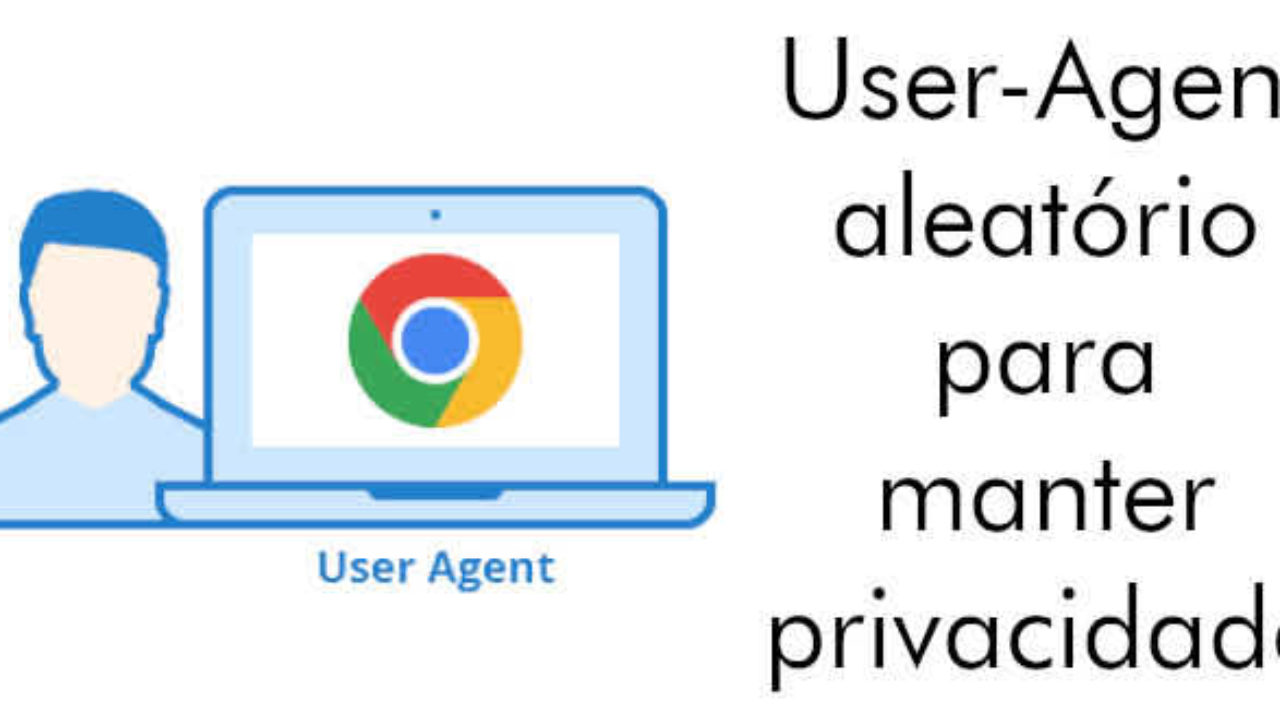 User Agent
User-Agen
aleatório
para
manter
privacidad